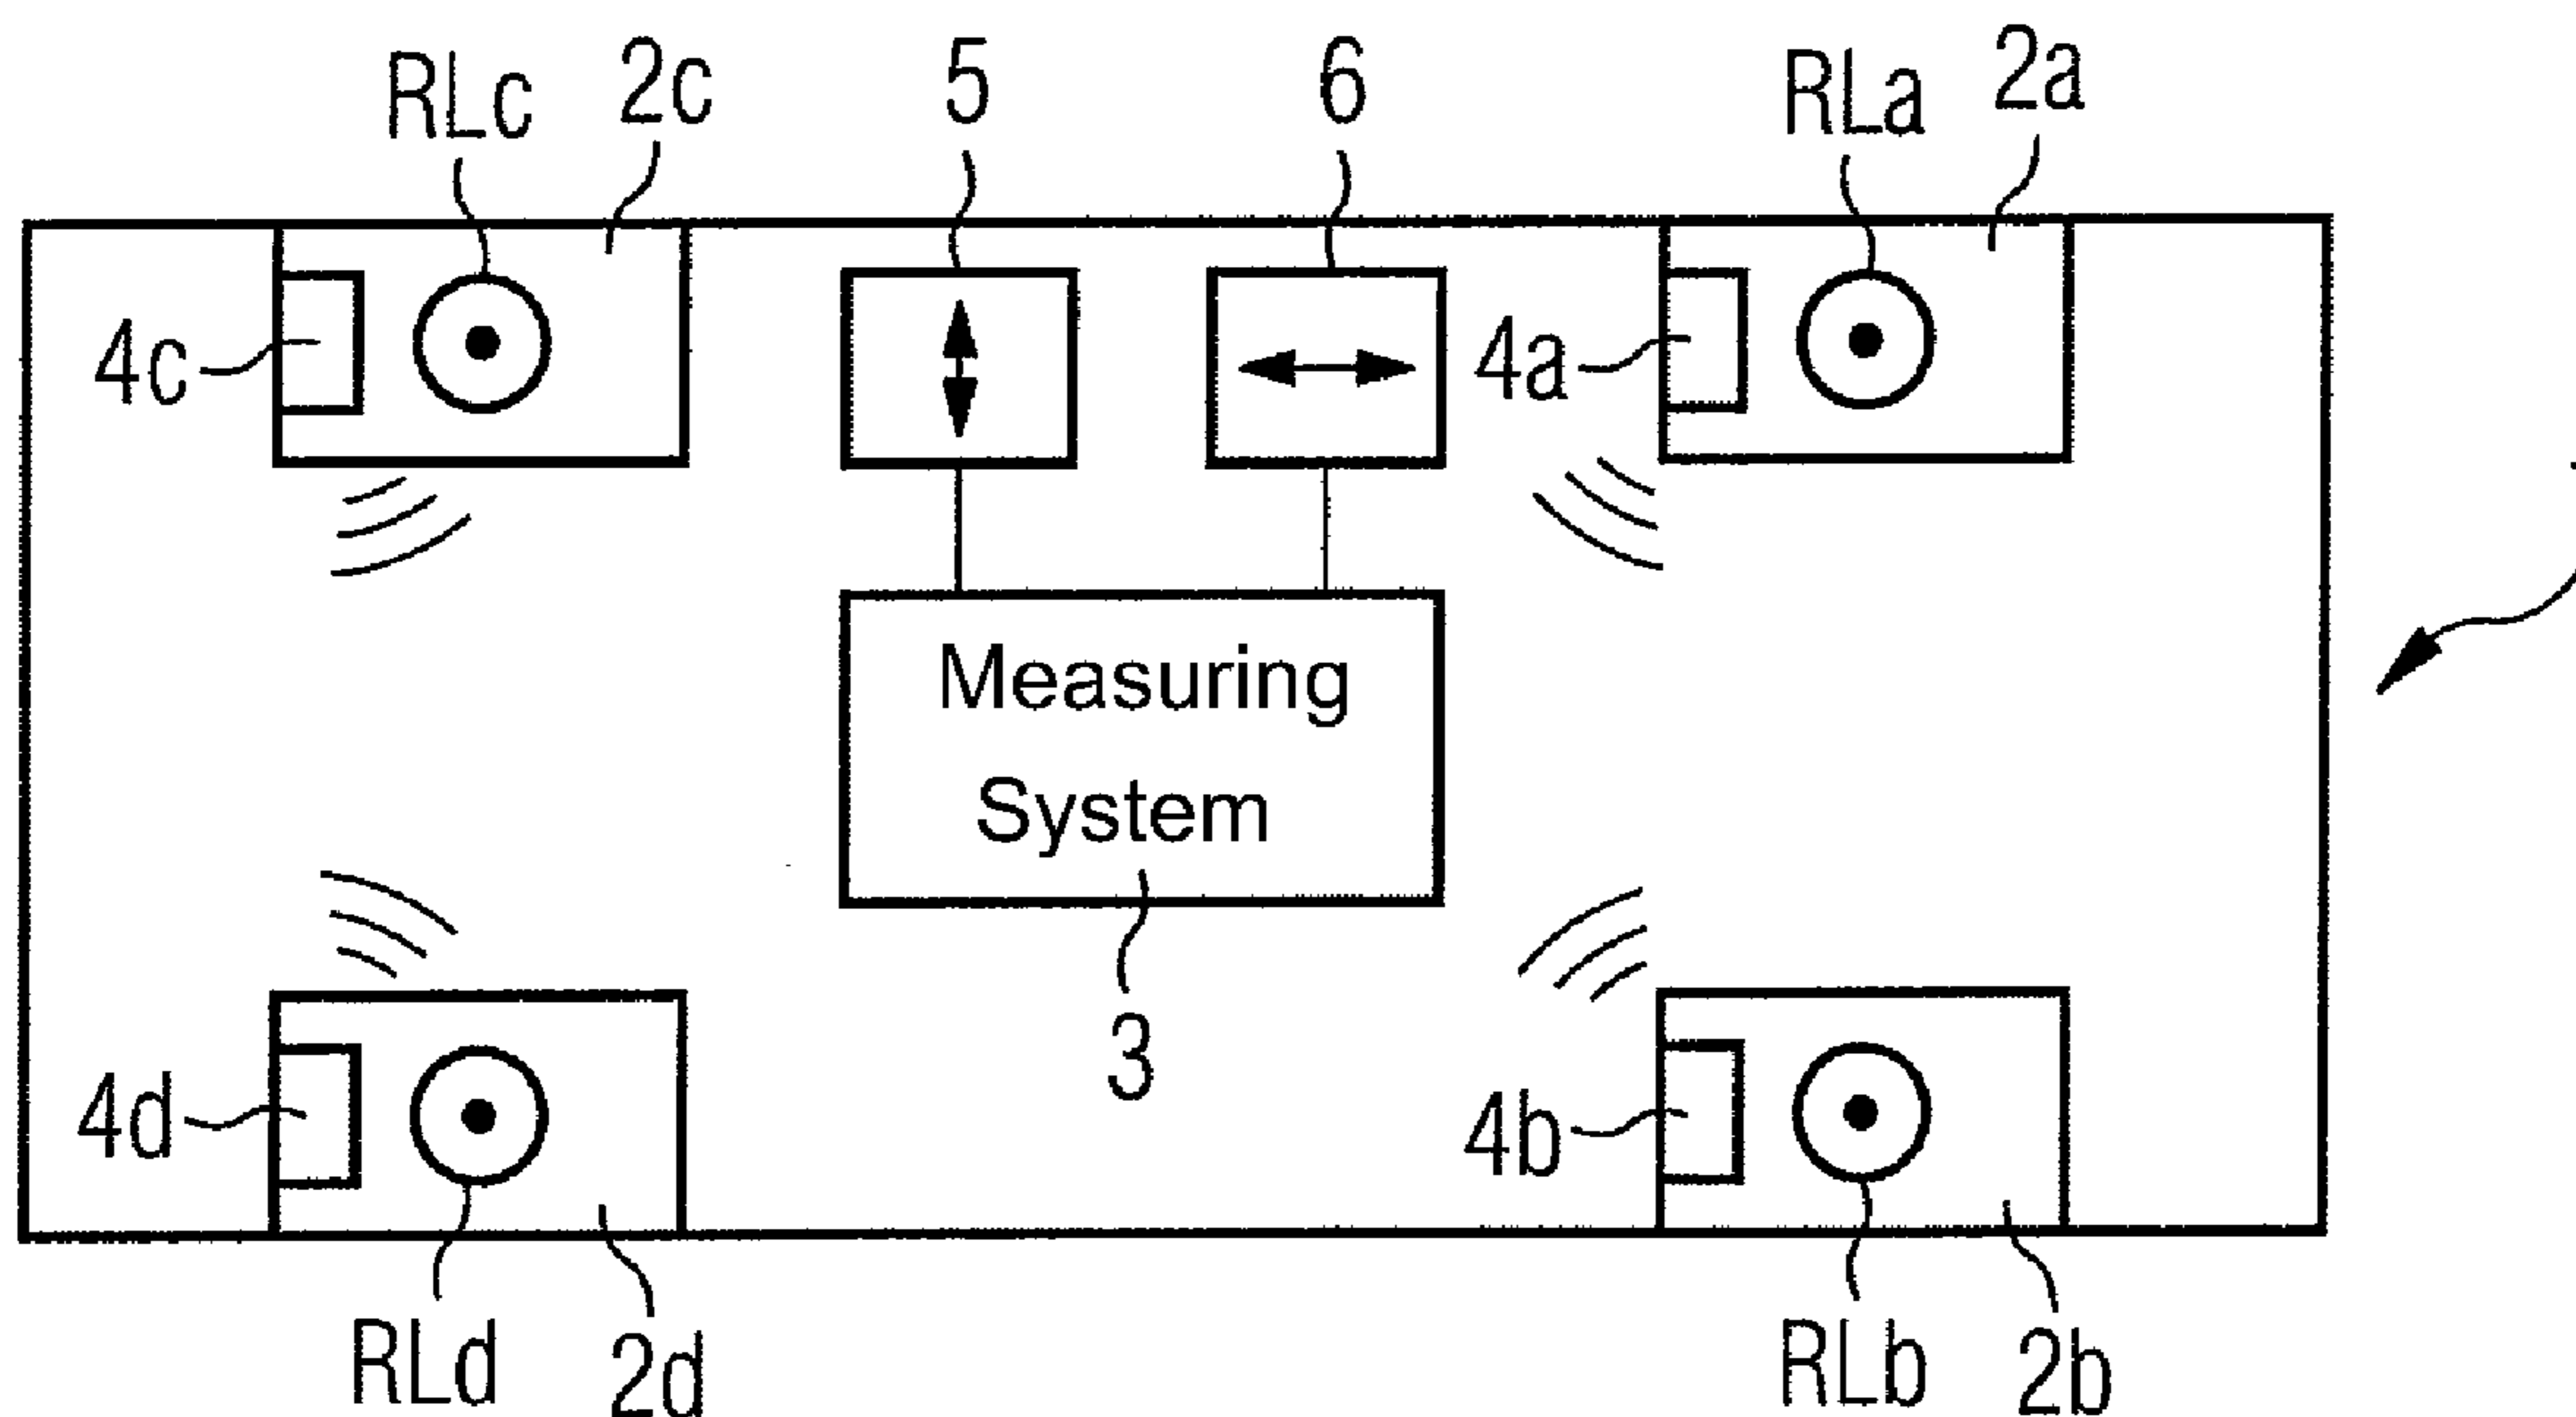 RLc 2c 5 6 RLa 2a
4c 4a
Measuring
System
3
4d 4b
RLd 2d RLb 2b